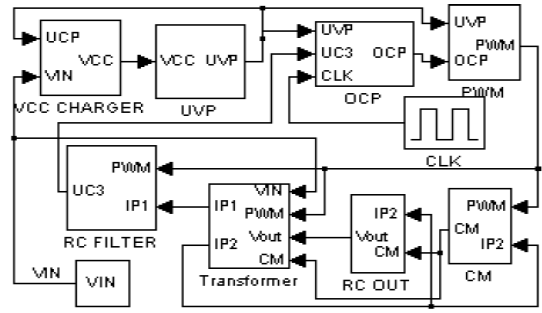 UCP
VIN
VCC
VCC CHARGER
VCC UVP
UVP
UVP
UC3
CLK
OCP
OCP
UVP
OCP
PWM
PWM
CLK
PWM
UC3
IP1
RC FILTER
IP1
IP2
VIN
PWM
Vout
CM
Transformer
IP2
Vout
CM
RC OUT
PWM
CM
IP2
CM
VIN
VIN